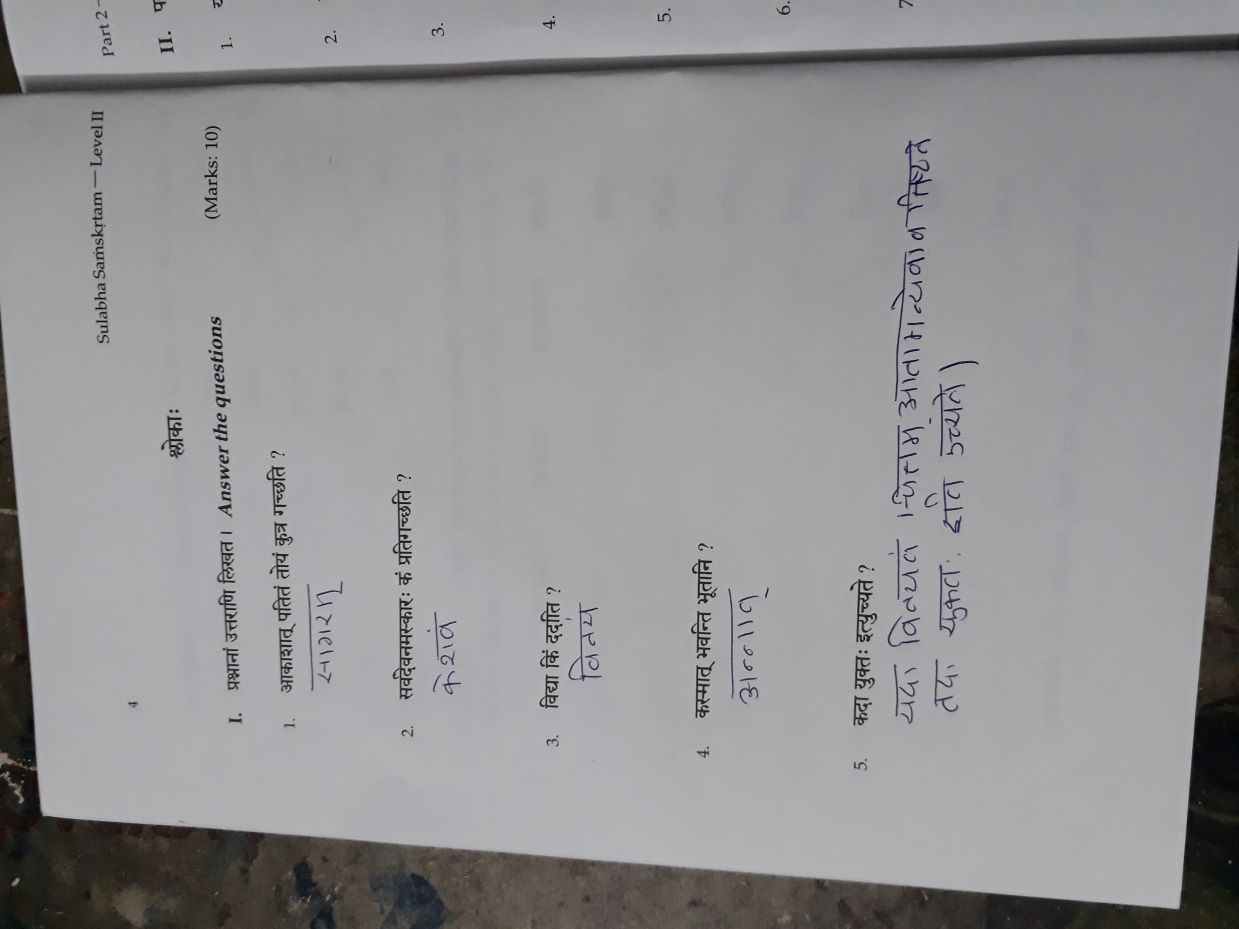 Sulabha Saṁskṛtam — Level II
4
श्लोकाः
I. प्रश्नानां उत्तराणि लिखत। Answer the questions (Marks: 10)
1. आकाशात् पतितं तोयं कुत्र गच्छति ?
सागरम्
2. सर्वदेवनमस्कारः कं प्रतिगच्छति ?
केशवं
3. विद्या किं ददाति ?
विनयं
4. कस्मात् भवन्ति भूतानि ?
अन्नात्
5. कदा युक्तः इत्युच्यते ?
यदा विनयतं चित्तम् आतामन्येवाव तिष्टते
तदा युक्तः इति उच्यते।
Part 2 –
II. प
1.
2.
3.
4.
5.
6.
7